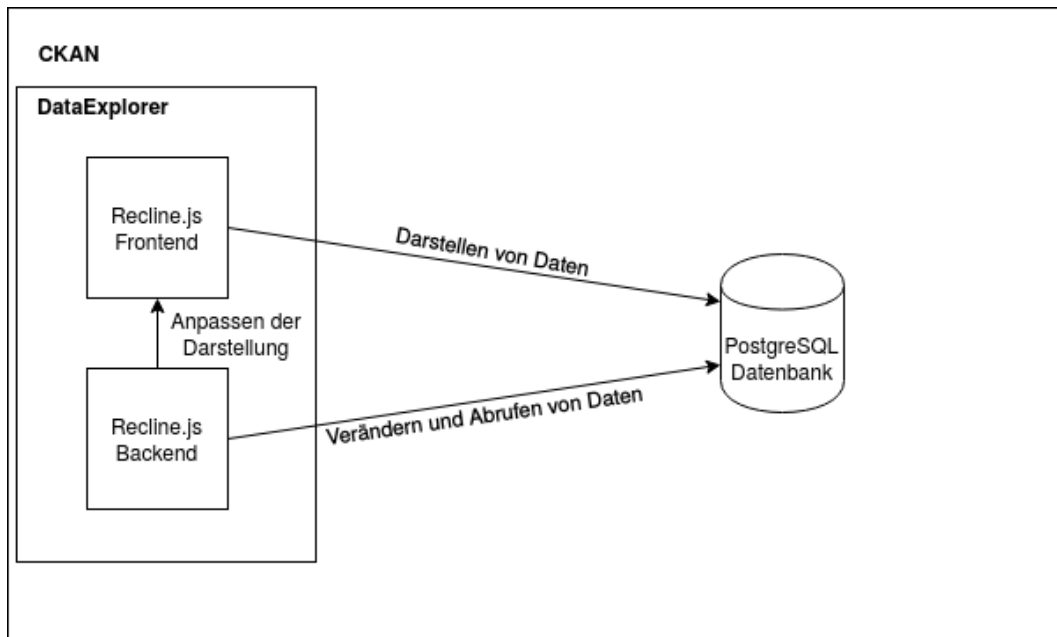 CKAN
DataExplorer
Recline.js
Frontend
Darstellen von Daten
Anpassen der
Darstellung
PostgreSQL
Datenbank
Recline.js
Backend
Verändern und Abrufen von Daten